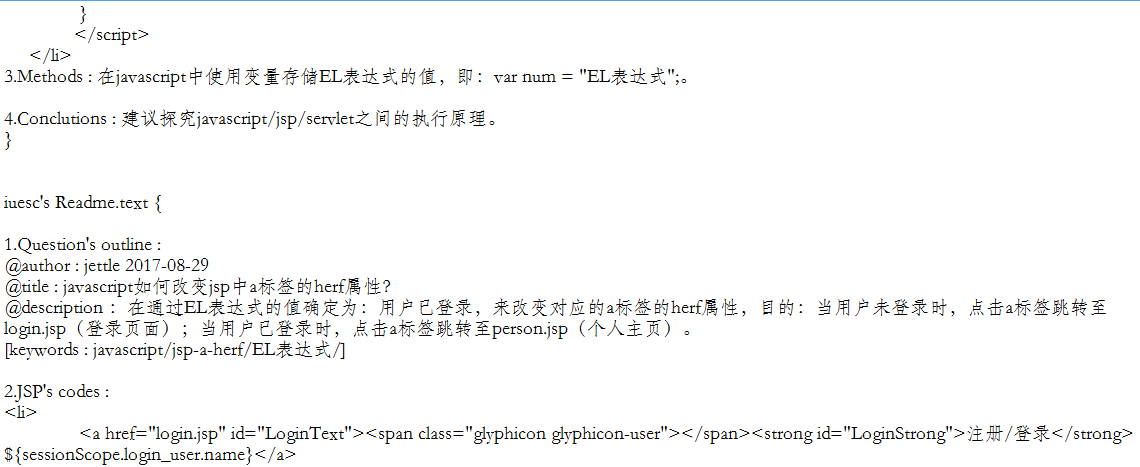 }
</script>
</li>
3.Methods : 在javascript中使用变量存储EL表达式的值，即：var num = "EL表达式";。
4.Conclutions : 建议探究javascript/jsp/servlet之间的执行原理。
}
iuesc's Readme.text {
1.Question's outline :
@author : jettle 2017-08-29
@title : javascript如何改变jsp中a标签的herf属性?
@description ：在通过EL表达式的值确定为：用户已登录，来改变对应的a标签的herf属性，目的：当用户未登录时，点击a标签跳转至
login.jsp（登录页面）；当用户已登录时，点击a标签跳转至person.jsp（个人主页）。
[keywords : javascript/jsp-a-herf/EL表达式/]
2.JSP's codes :
<li>
<a href="login.jsp" id="LoginText"><span class="glyphicon glyphicon-user"></span><strong id="LoginStrong">注册/登录</strong>
${sessionScope.login_user.name}</a>